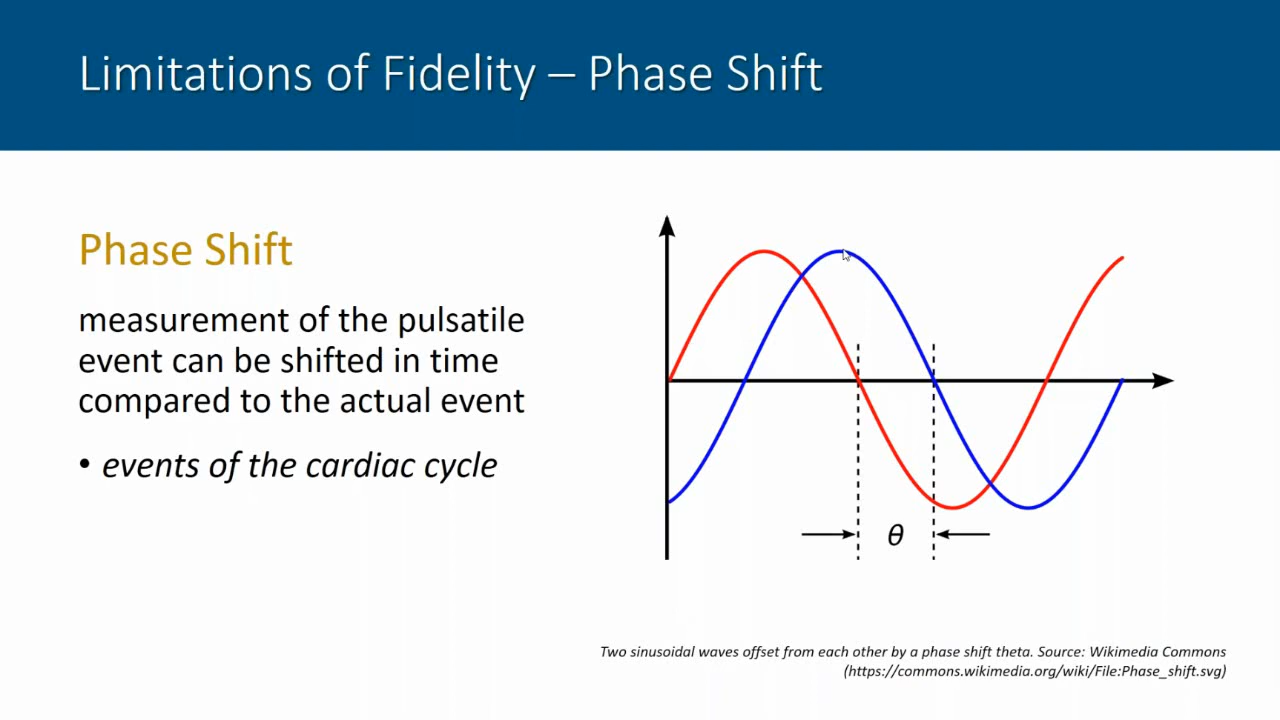 Limitations of Fidelity – Phase Shift
Phase Shift
measurement of the pulsatile
event can be shifted in time
compared to the actual event
• events of the cardiac cycle
θ
Two sinusoidal waves offset from each other by a phase shift theta. Source: Wikimedia Commons
(https://commons.wikimedia.org/wiki/File:Phase_shift.svg)